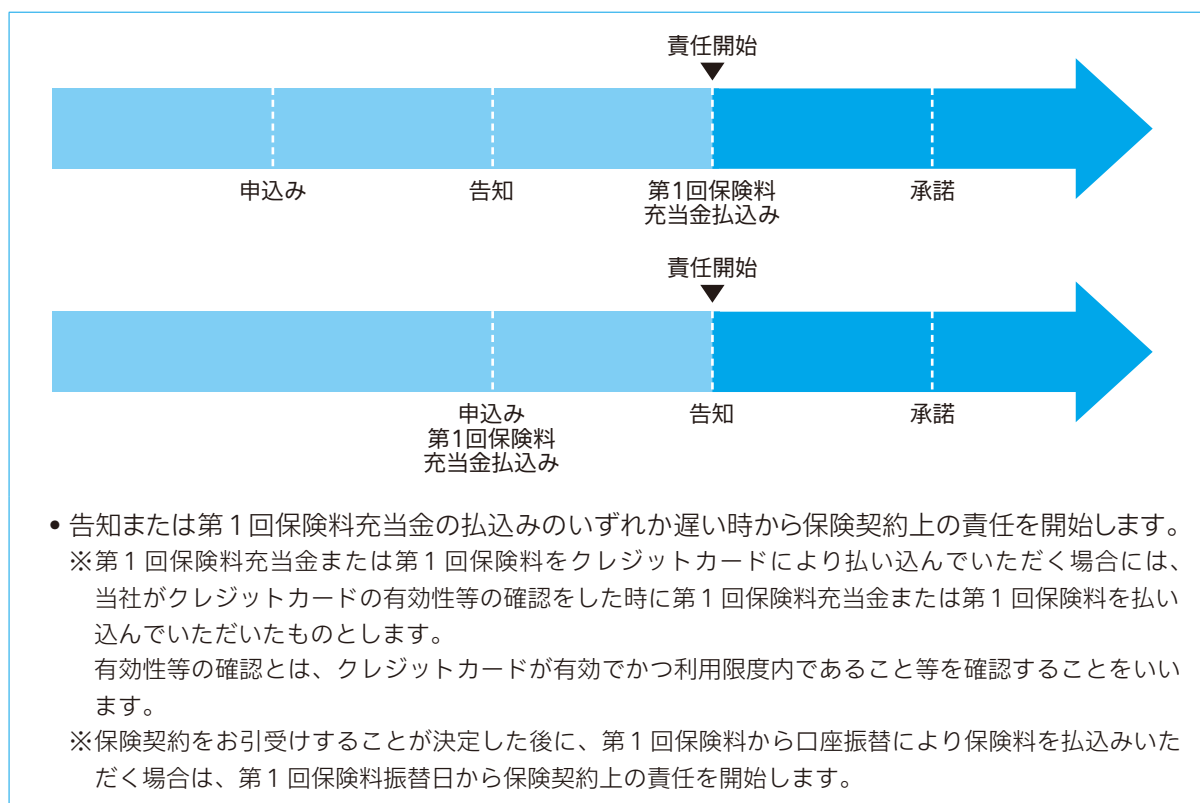 責任開始
申込み
告知
第1回保険料
充当金払込み
承諾
責任開始
申込み
第1回保険料
充当金払込み
告知
承諾
• 告知または第1回保険料充当金の払込みのいずれか遅い時から保険契約上の責任を開始します。
※第1回保険料充当金または第1回保険料をクレジットカードにより払い込んでいただく場合には、
当社がクレジットカードの有効性等の確認をした時に第1回保険料充当金または第1回保険料を払い
込んでいただいたものとします。
有効性等の確認とは、クレジットカードが有効でかつ利用限度内であること等を確認することをいい
ます。
※保険契約をお引受けすることが決定した後に、第1回保険料から口座振替により保険料を払込みいた
だく場合は、第1回保険料振替日から保険契約上の責任を開始します。